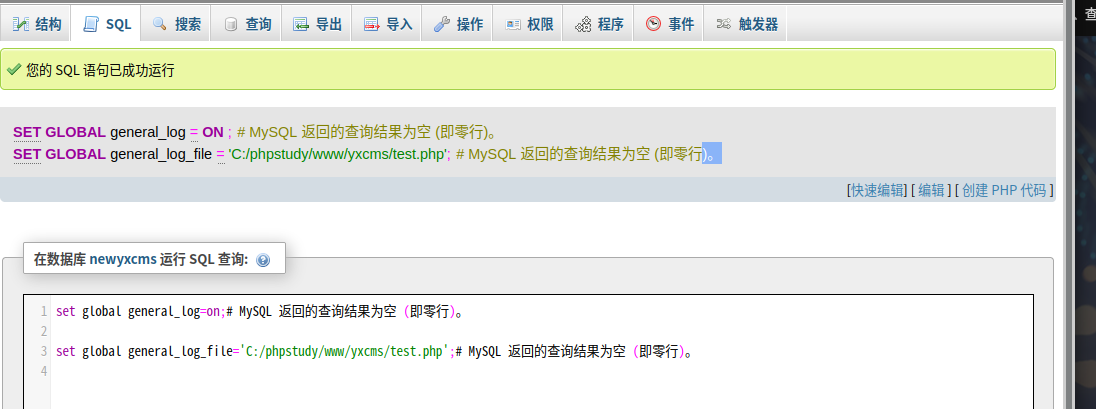 结构 SQL 搜索 查询 导出 导入 操作 权限 程序 事件 触发器
查
您的 SQL 语句已成功运行
SET GLOBAL general_log = ON ; # MySQL 返回的查询结果为空 (即零行)。
SET GLOBAL general_log_file = 'C:/phpstudy/www/yxcms/test.php'; # MySQL 返回的查询结果为空 (即零行)。
[快速编辑] [ 编辑 ] [ 创建 PHP 代码 ]
在数据库 newyxcms 运行 SQL 查询:
1 set global general_log=on;# MySQL 返回的查询结果为空 (即零行)。
2
3 set global general_log_file='C:/phpstudy/www/yxcms/test.php';# MySQL 返回的查询结果为空 (即零行)。
4